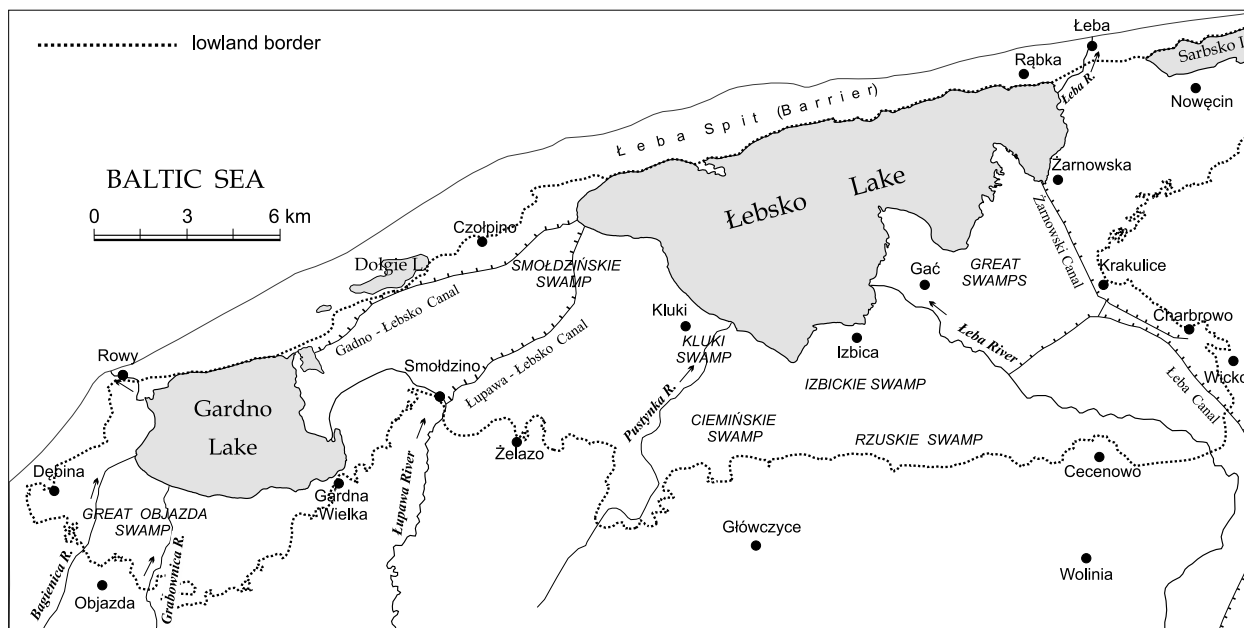 lowland border
Łeba
Rąbka
Sarbsko L
Łeba R.
Nowęcin
Łeba Spit (Barrier)
BALTIC SEA
0 3 6 km
Żarnowska
Łebsko Lake
Żarnowski Canal
Czołpino
Dołgie L.
SMOŁDZIŃSKIE
SWAMP
Gać
GREAT
SWAMPS
Krakulice
Gadno - Łebsko Canal
Kluki
KLUKI
SWAMP
Izbica
Łeba River
Charbrowo
Rowy
Smołdzino
Łupawa - Łebsko Canal
IZBICKIE SWAMP
Wicko
Łeba Canal
Gardno
Lake
Pustynka R.
CIEMIŃSKIE
SWAMP
RZUSKIE SWAMP
Żelazo
Cecenowo
Dębina
Gardna
Wielka
Łupawa River
GREAT OBJAZDA
SWAMP
Główczyce
Wolinia
Bagienica R.
Grabownica R.
Objazda